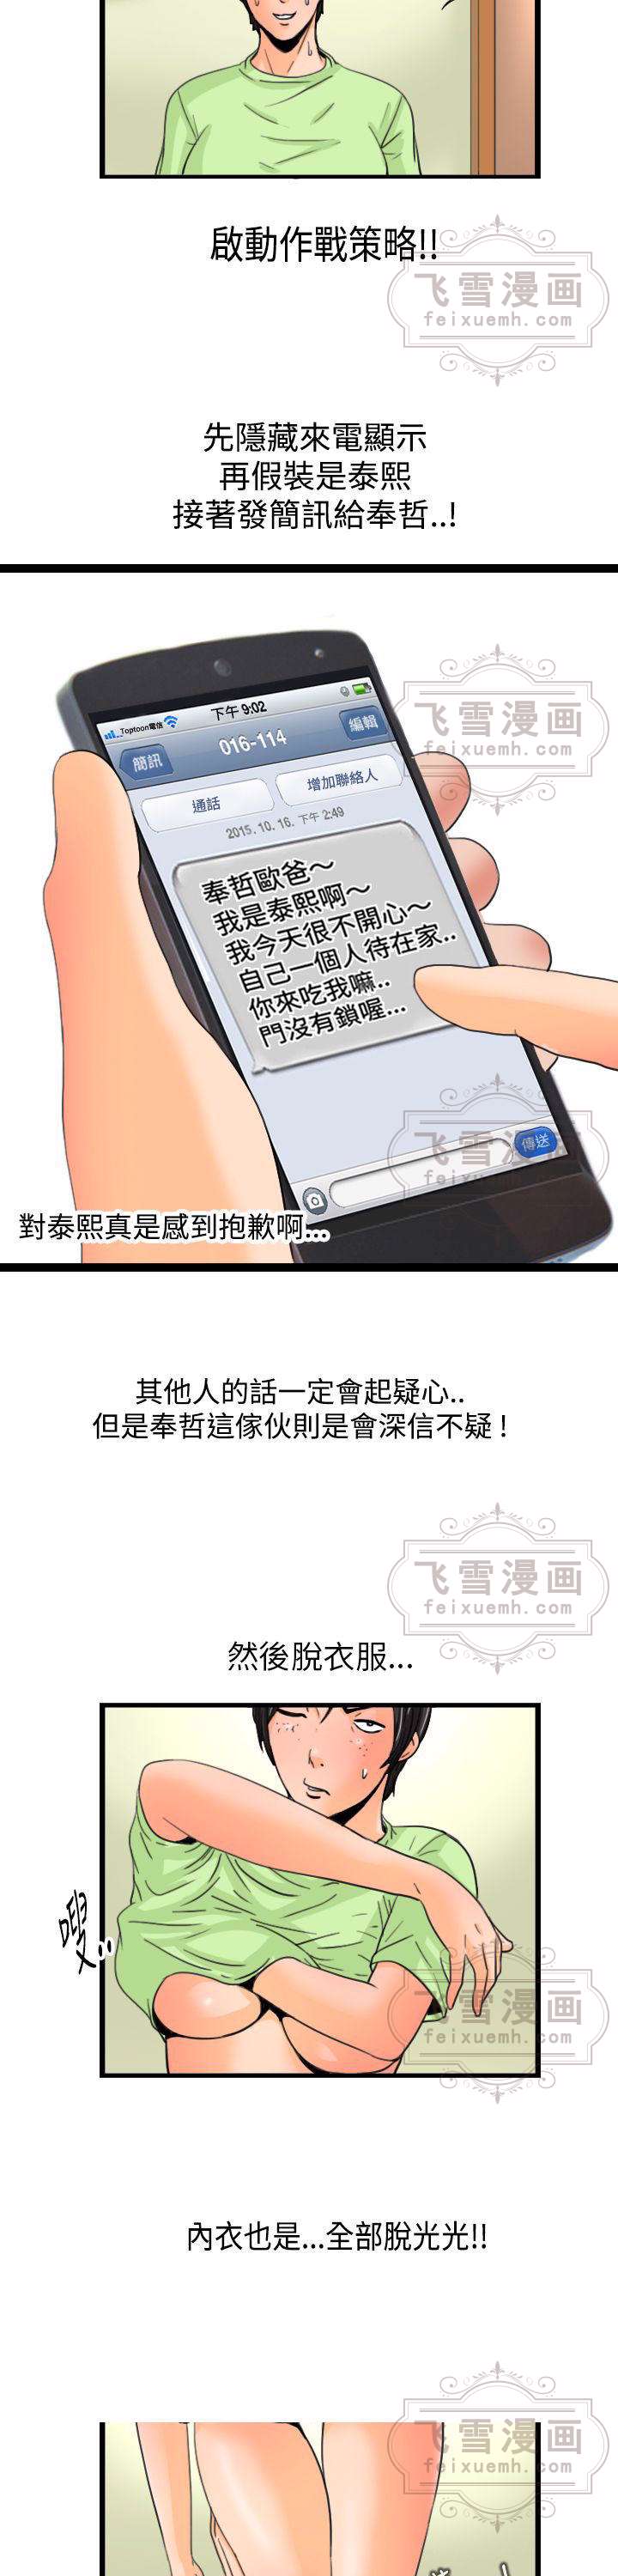 啟動作戰策略!!
飞雪漫画
feixuemh.com
先隱藏來電顯示
再假裝是泰熙
接著發簡訊給奉哲..!
飞雪漫画
feixuemh.com
Toptoon電信
下午 9:02
簡訊
016-114
編輯
通話
增加聯絡人
2015. 10. 16. 下午 2:49
奉哲歐爸～
我是泰熙啊～
我今天很不開心～
自己一個人待在家..
你來吃我嘛..
門沒有鎖喔...
飞雪漫画
feixuemh.com
傳送
對泰熙真是感到抱歉啊...
其他人的話一定會起疑心..
但是奉哲這傢伙則是會深信不疑!
飞雪漫画
feixuemh.com
然後脫衣服...
嗖..
飞雪漫画
feixuemh.com
內衣也是...全部脫光光!!
飞雪漫画
feixuemh.com